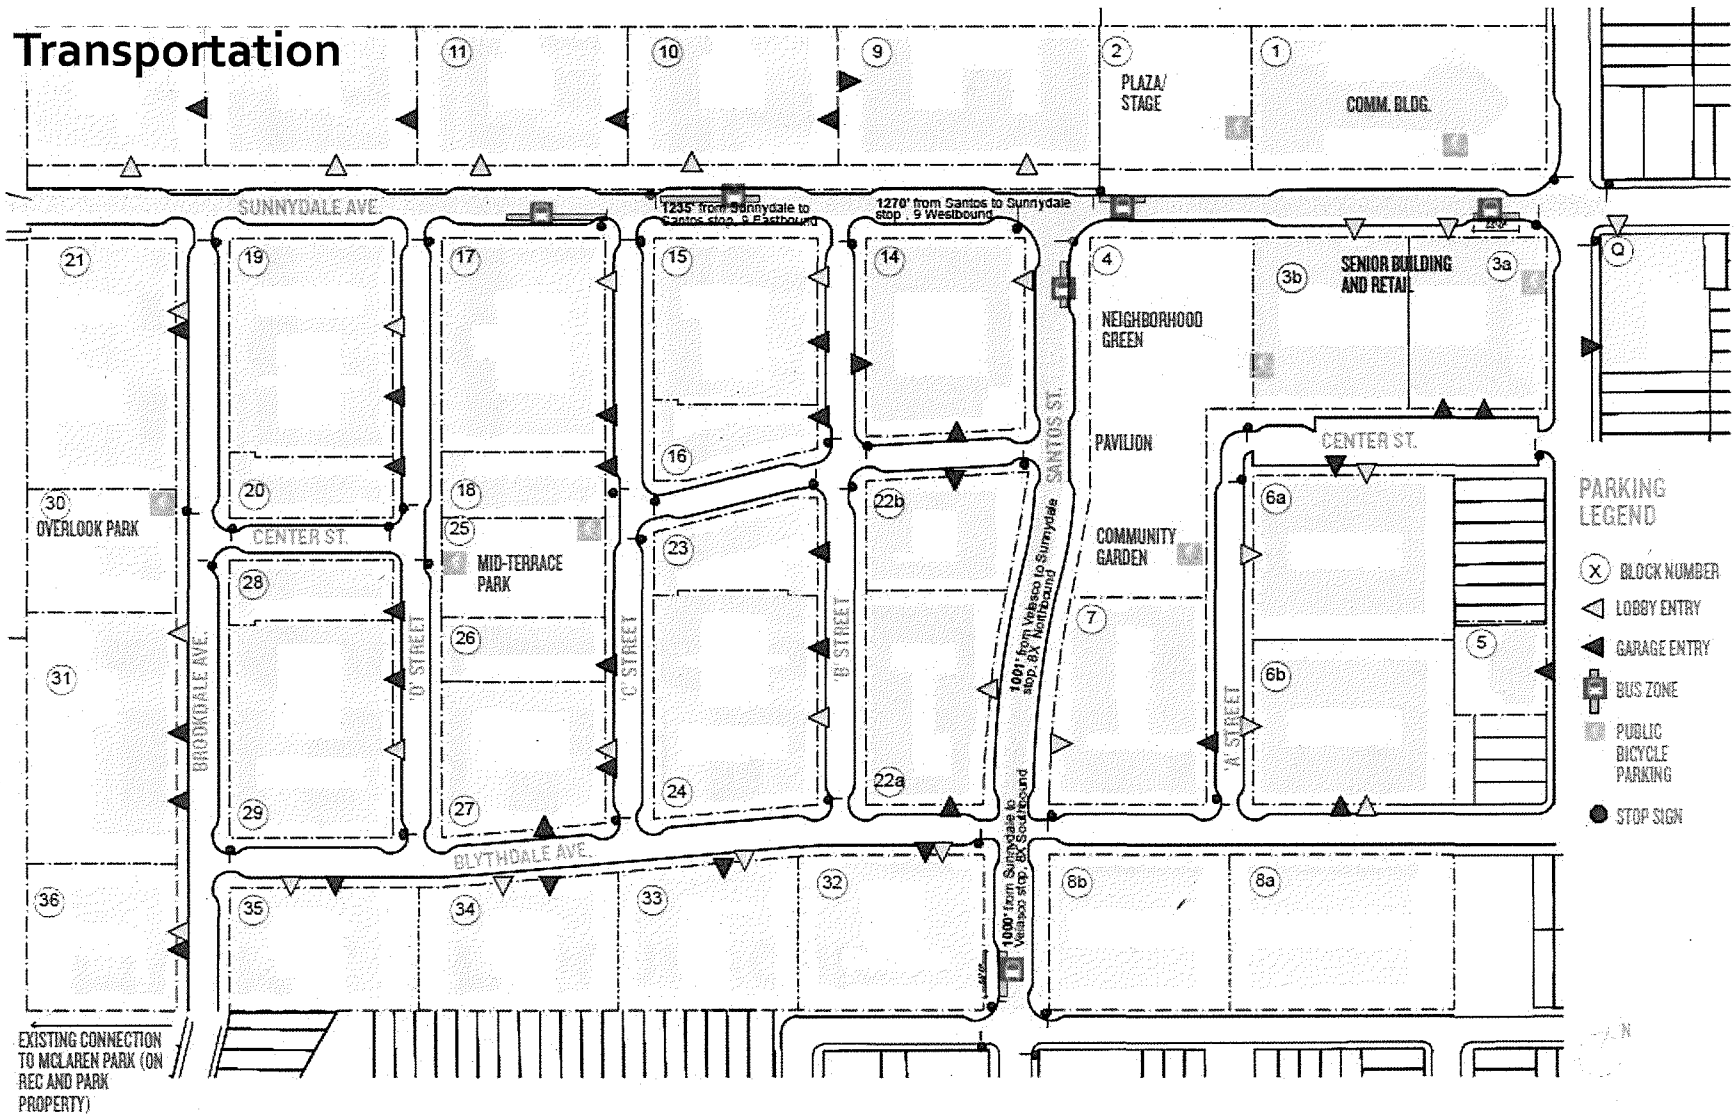 Transportation
11
10
9
2
1
PLAZA/
STAGE
COMM. BLDG.
SUNNYDALE AVE.
1235' from Sunnydale to
Santos stop, 9 Eastbound
1270' from Santos to Sunnydale
stop, 9 Westbound
21
19
17
15
14
4
3b
SENIOR BUILDING
AND RETAIL
3a
Q
NEIGHBORHOOD
GREEN
SANTOS ST.
PAVILION
CENTER ST.
16
20
18
30
OVERLOOK PARK
25
MID-TERRACE
PARK
CENTER ST.
22b
6a
23
COMMUNITY
GARDEN
28
1001' from Velasco to Sunnydale
stop, 8X Northbound
PARKING
LEGEND
X BLOCK NUMBER
LOBBY ENTRY
GARAGE ENTRY
BUS ZONE
PUBLIC
BICYCLE
PARKING
STOP SIGN
BROOKDALE AVE.
'D' STREET
'C' STREET
'B' STREET
'A' STREET
26
7
5
31
6b
29
27
24
22a
BLYTHDALE AVE.
1000' from Sunnydale to
Velasco stop, 8X Southbound
36
35
34
33
32
8b
8a
EXISTING CONNECTION
TO MCLAREN PARK (ON
REC AND PARK
PROPERTY)
N